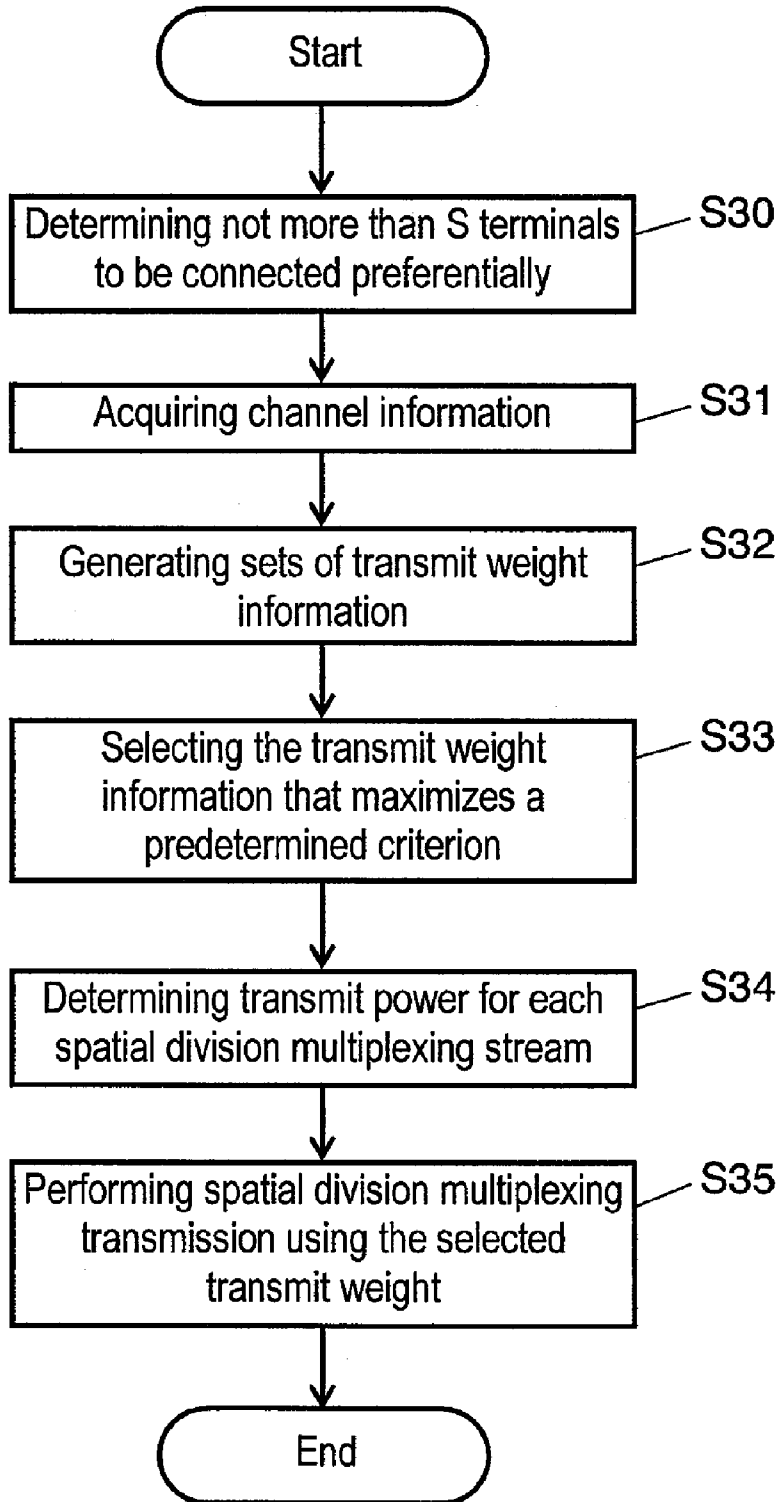 Start
Determining not more than S terminals
to be connected preferentially
S30
Acquiring channel information
S31
Generating sets of transmit weight
information
S32
Selecting the transmit weight
information that maximizes a
predetermined criterion
S33
Determining transmit power for each
spatial division multiplexing stream
S34
Performing spatial division multiplexing
transmission using the selected
transmit weight
S35
End